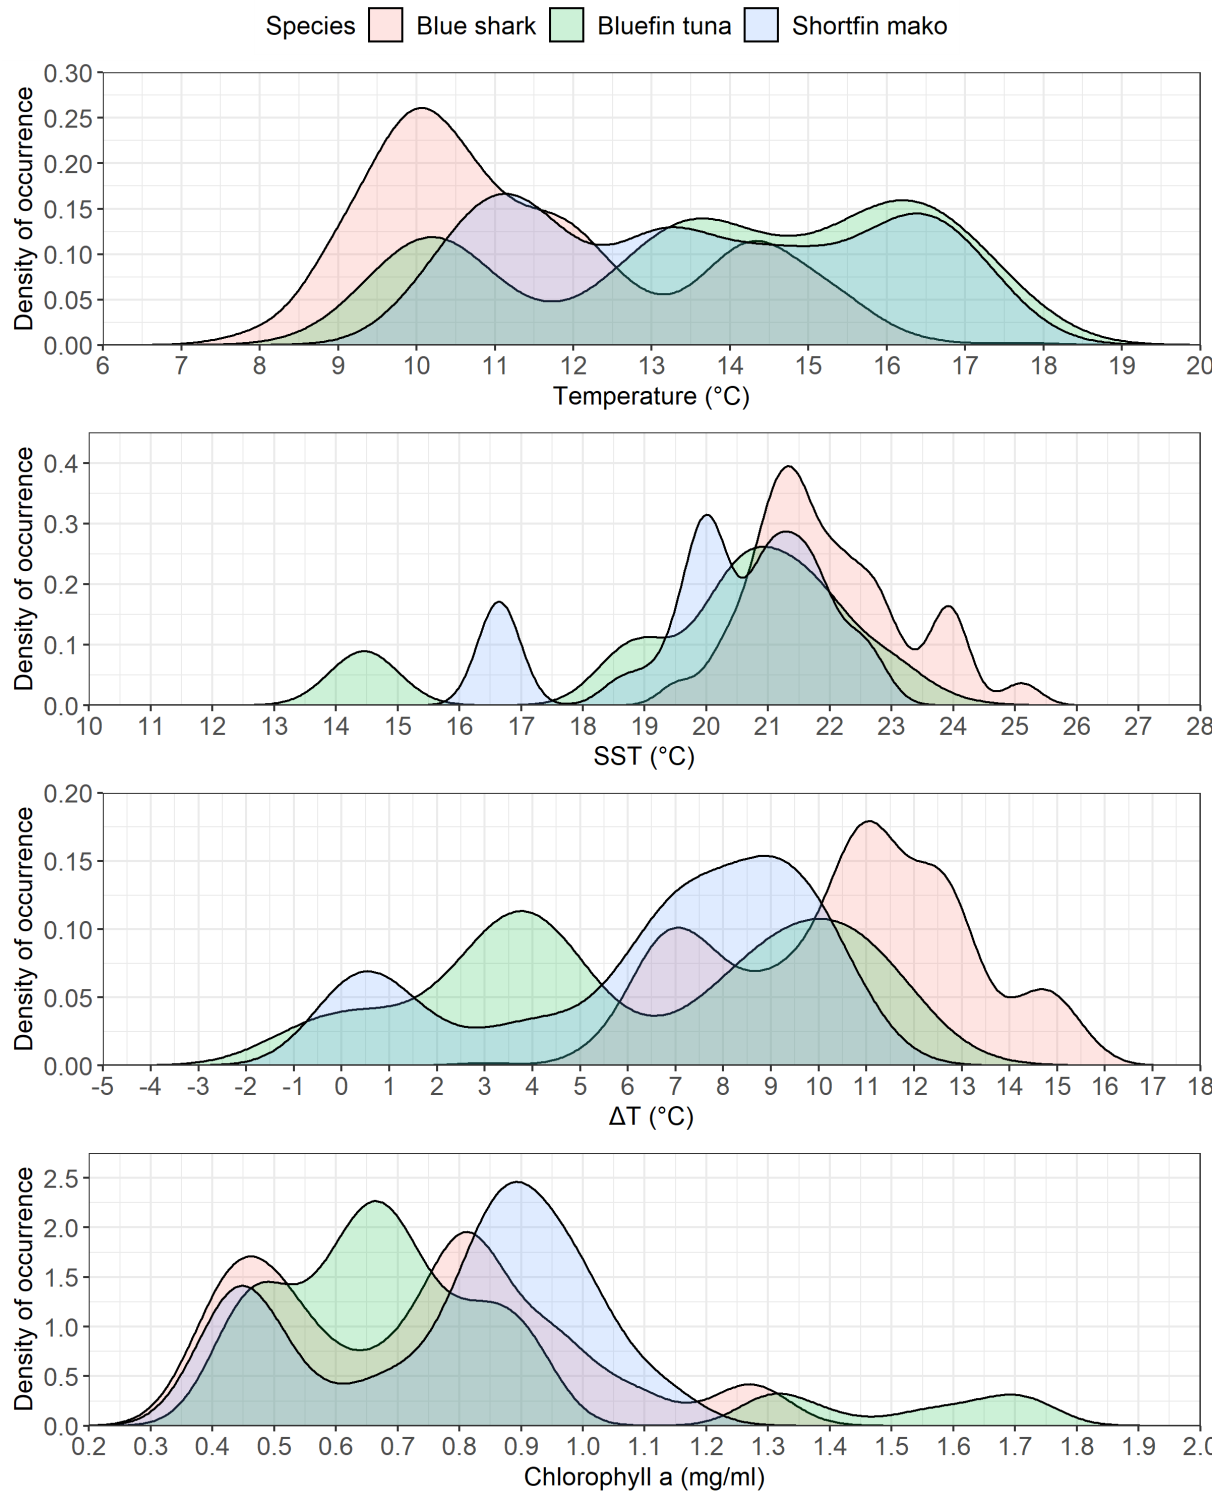 Species Blue shark Bluefin tuna Shortfin mako
Density of occurrence
0.30
0.25
0.20
0.15
0.10
0.05
0.00
6 7 8 9 10 11 12 13 14 15 16 17 18 19 20
Temperature (°C)
Density of occurrence
0.4
0.3
0.2
0.1
0.0
10 11 12 13 14 15 16 17 18 19 20 21 22 23 24 25 26 27 28
SST (°C)
Density of occurrence
0.20
0.15
0.10
0.05
0.00
-5 -4 -3 -2 -1 0 1 2 3 4 5 6 7 8 9 10 11 12 13 14 15 16 17 18
ΔT (°C)
Density of occurrence
2.5
2.0
1.5
1.0
0.5
0.0
0.2 0.3 0.4 0.5 0.6 0.7 0.8 0.9 1.0 1.1 1.2 1.3 1.4 1.5 1.6 1.7 1.8 1.9 2.0
Chlorophyll a (mg/ml)